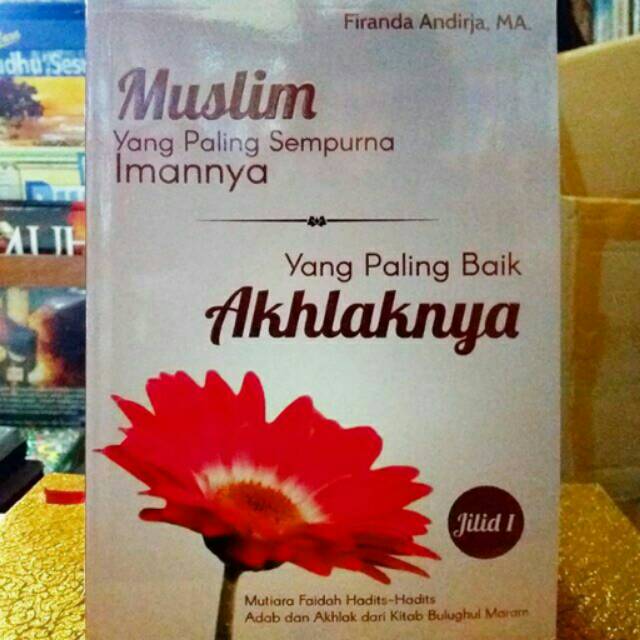 Firanda Andirja, MA.
Muslim
Yang Paling Sempurna
Imannya
Yang Paling Baik
Akhlaknya
Jilid I
Mutiara Faidah Hadits-Hadits
Adab dan Akhlak dari Kitab Bulughul Maram